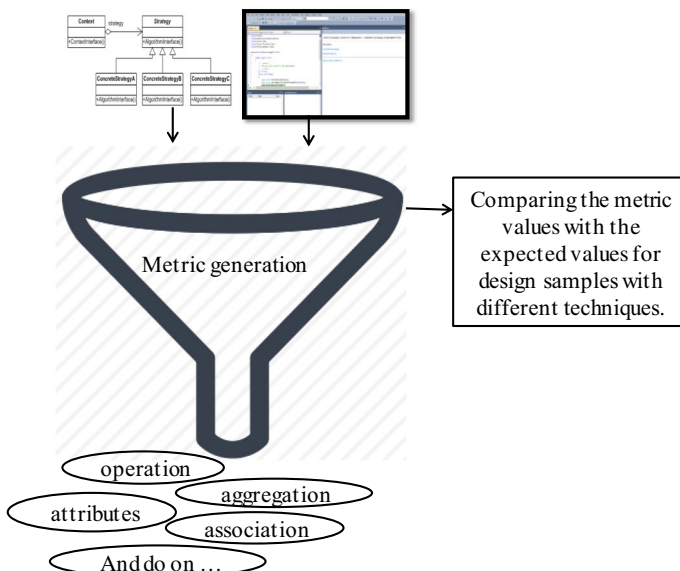 Context
strategy
Strategy
+ContextInterface()
+AlgorithmInterface()
ConcreteStrategyA
ConcreteStrategyB
ConcreteStrategyC
+AlgorithmInterface()
+AlgorithmInterface()
+AlgorithmInterface()
Metric generation
Comparing the metric
values with the
expected values for
design samples with
different techniques.
operation
aggregation
attributes
association
And do on ...